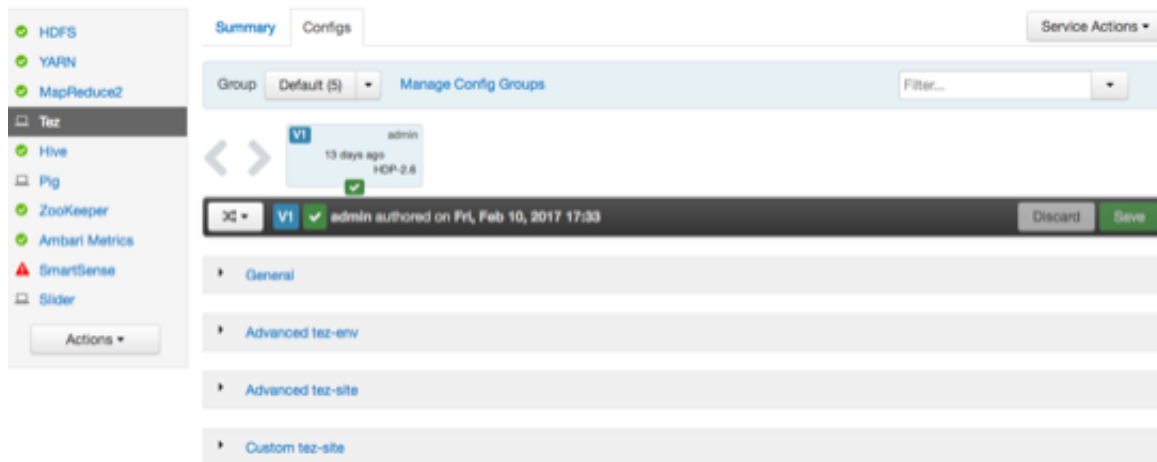 HDFS
YARN
MapReduce2
Tez
Hive
Pig
ZooKeeper
Ambari Metrics
SmartSense
Slider
Actions
Summary
Configs
Service Actions
Group
Default (5)
Manage Config Groups
Filter...
V1
admin
13 days ago
HDP-2.6
V1
admin authored on Fri, Feb 10, 2017 17:33
Discard
Save
General
Advanced tez-env
Advanced tez-site
Custom tez-site